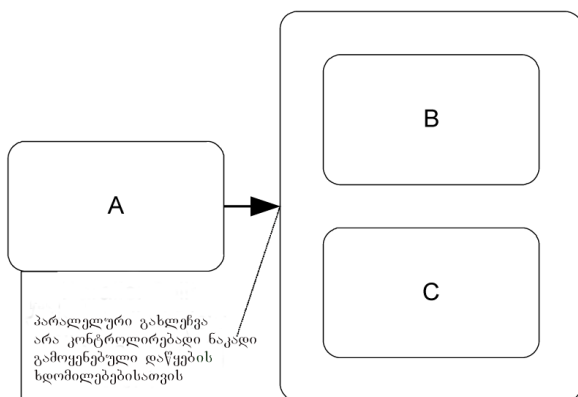 B
A
C
პარალელური გახლეჩვა
არა კონტროლირებადი ნაკადი
გამოყენებული დაწყების
ხდომილებებისათვის